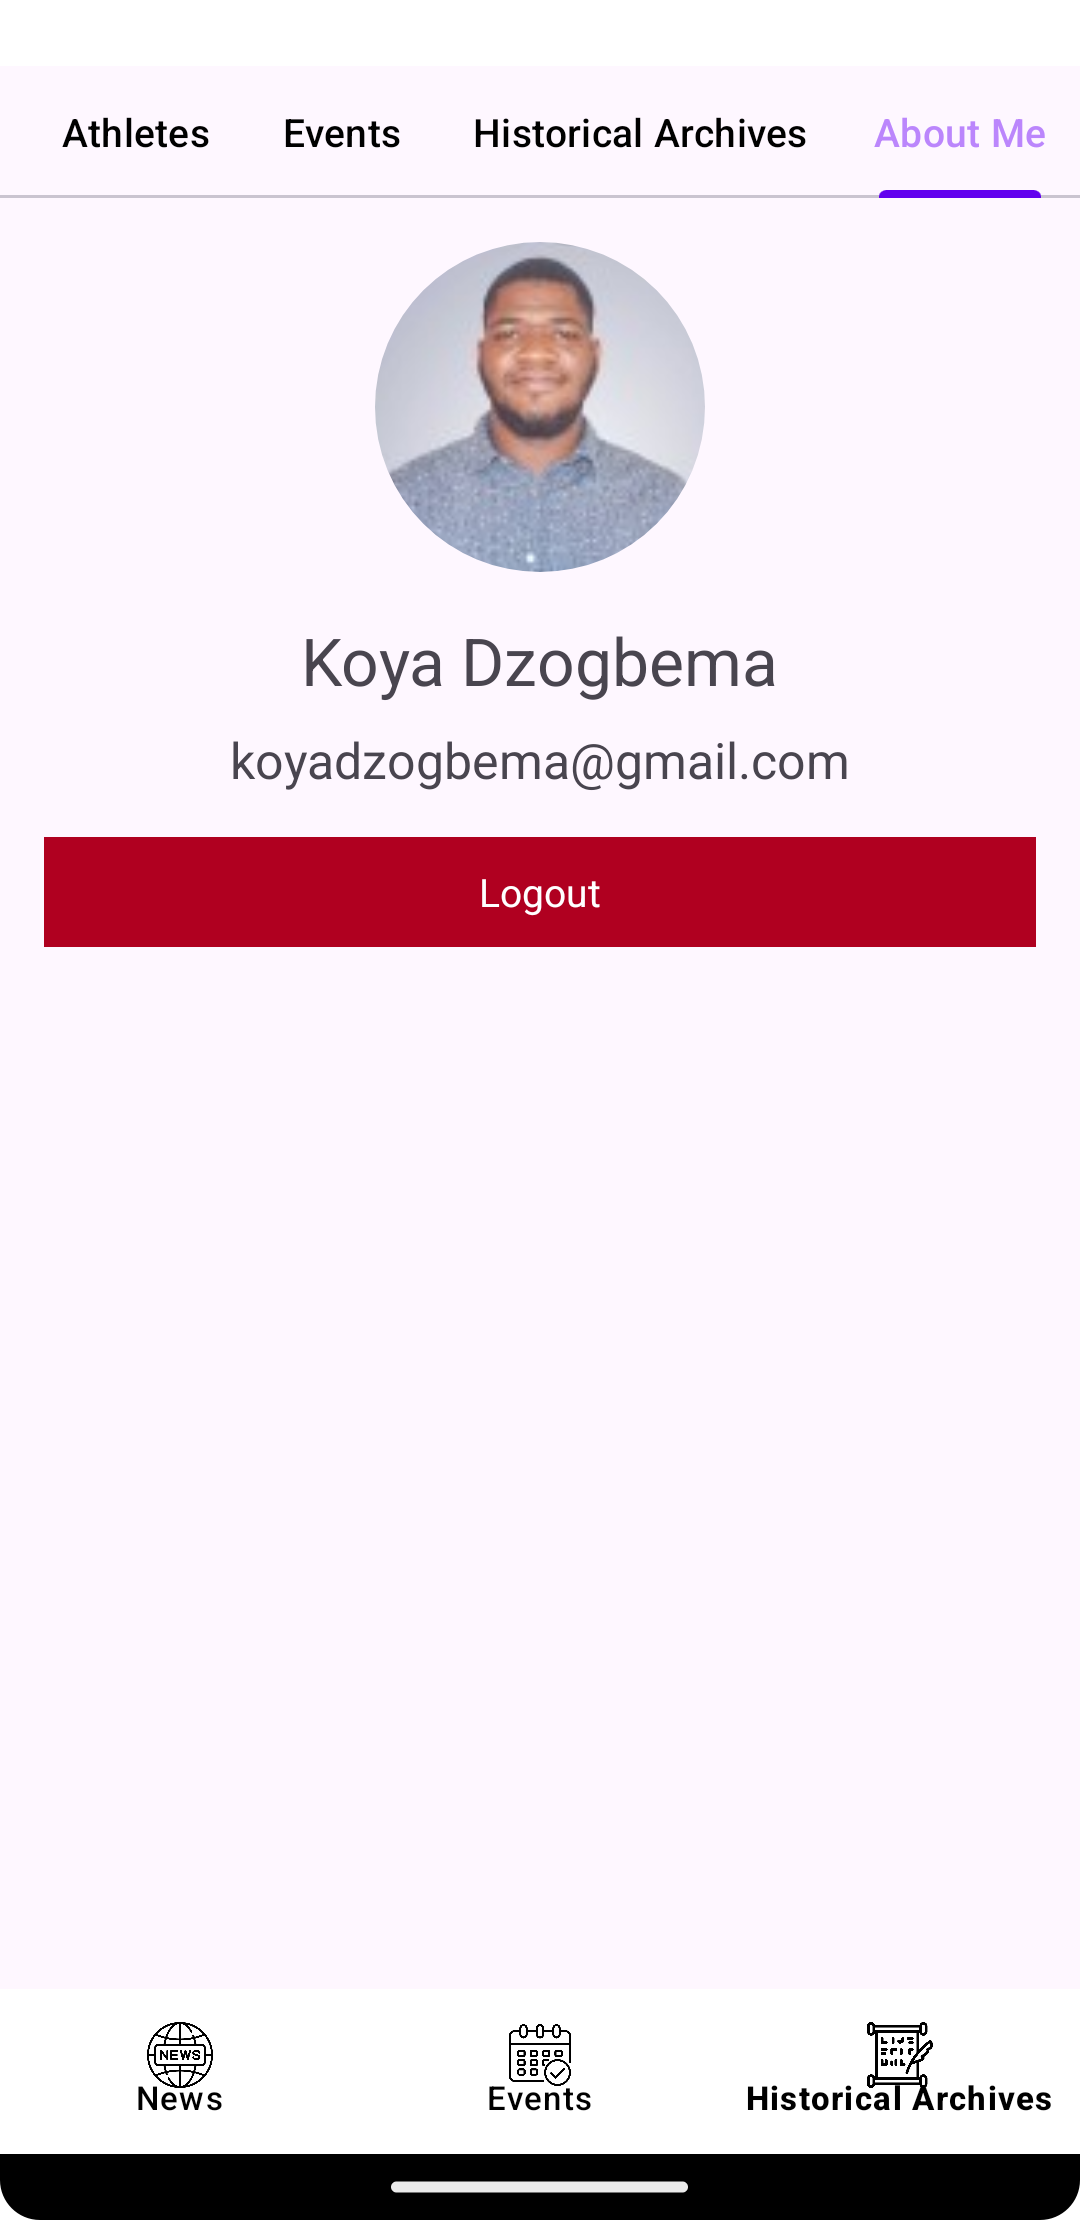 Athletes Events Historical Archives About Me
Koya Dzogbema
koyadzogbema@gmail.com
Logout
NEWS
News Events Historical Archives